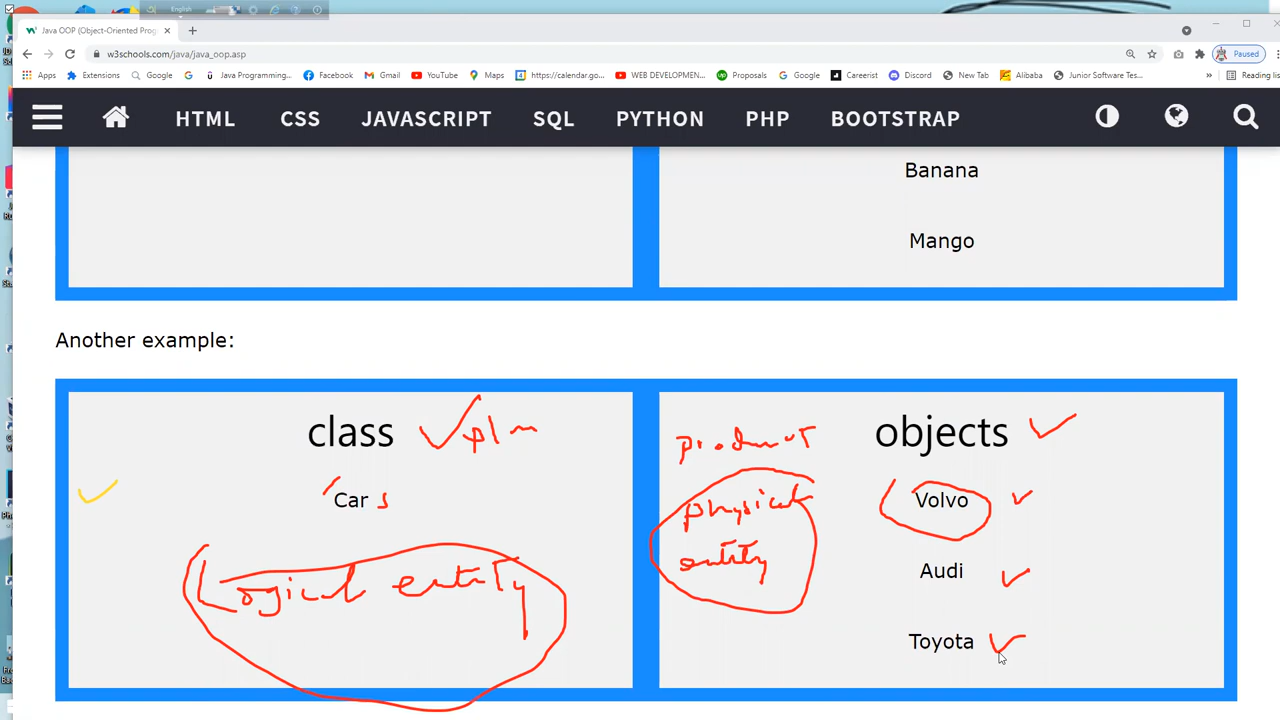 English
Java OOP (Object-Oriented Prog
w3schools.com/java/java_oop.asp
Paused
Apps Extensions Google Java Programming... Facebook Gmail YouTube Maps https://calendar.go... WEB DEVELOPMEN... Proposals Google Careerist Discord New Tab Alibaba Junior Software Tes... » Reading list
HTML CSS JAVASCRIPT SQL PYTHON PHP BOOTSTRAP
Banana
Mango
Another example:
class
Car s
Logical entity
product
objects
physical
entity
Volvo
Audi
Toyota